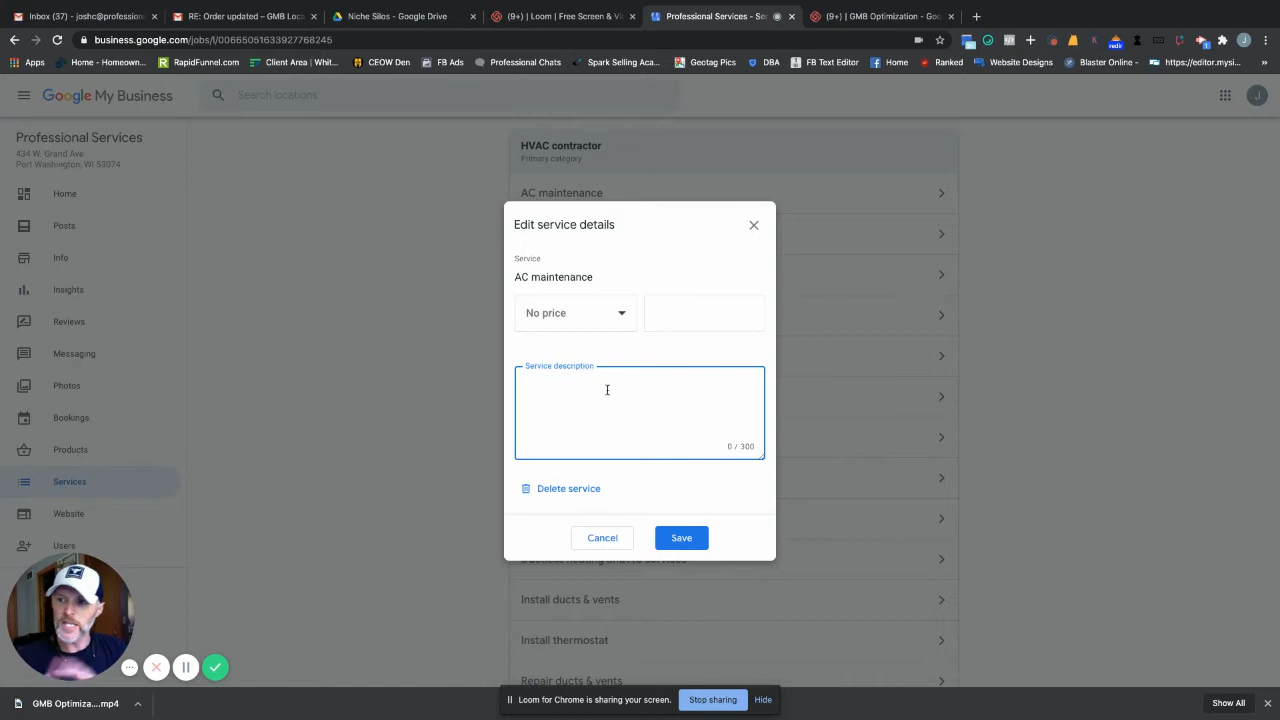 Inbox (37) - joshc@professional
RE: Order updated – GMB Loca
Niche Silos - Google Drive
(9+) Loom | Free Screen & Vi
Professional Services - Ser
(9+) | GMB Optimization - Goo
business.google.com/jobs/l/00665051633927768245
Apps
Home - Homeown...
RapidFunnel.com
Client Area | Whit...
CEOW Den
FB Ads
Professional Chats
Spark Selling Aca...
Geotag Pics
DBA
FB Text Editor
Home
Ranked
Website Designs
Blaster Online -
https://editor.mysi...
Google My Business
Search locations
J
Professional Services
434 W. Grand Ave
Port Washington, WI 53074
Home
Posts
Info
Insights
Reviews
Messaging
Photos
Bookings
Products
Services
Website
Users
HVAC contractor
Primary category
AC maintenance
Edit service details
Service
AC maintenance
No price
Service description
0 / 300
Delete service
Cancel
Save
Install ducts & vents
Install thermostat
Repair ducts & vents
Loom for Chrome is sharing your screen.
Stop sharing
Hide
GMB Optimiza....mp4
Show All